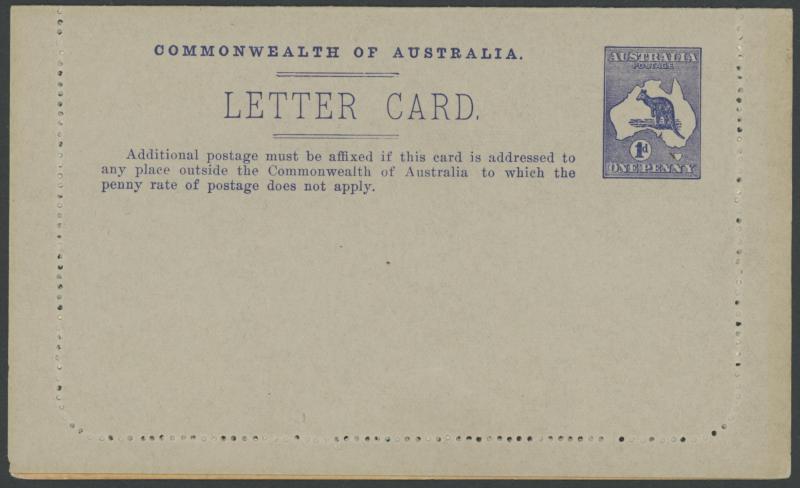 COMMONWEALTH OF AUSTRALIA.
LETTER CARD.
Additional postage must be affixed if this card is addressed to
any place outside the Commonwealth of Australia to which the
penny rate of postage does not apply.
AUSTRALIA
POSTAGE
1d
ONE PENNY